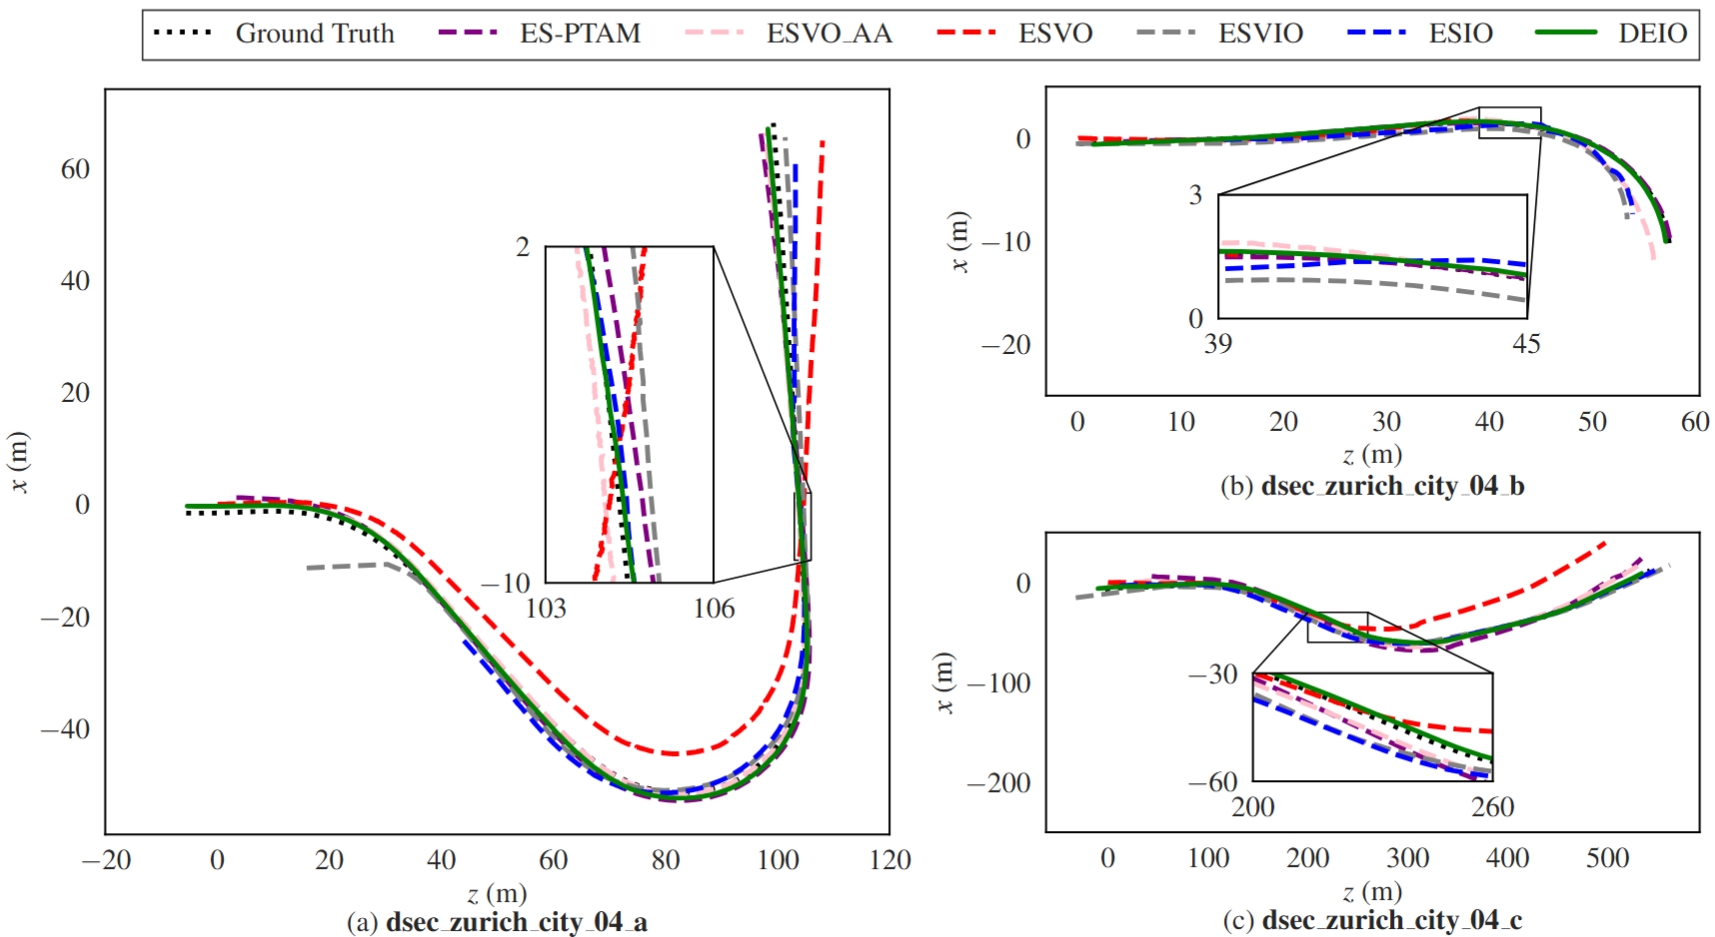 Ground Truth ES-PTAM ESVO_AA ESVO ESVIO ESIO DEIO
60
40
20
0
−20
−40
x (m)
2
−10
103 106
−20 0 20 40 60 80 100 120
z (m)
(a) dsec_zurich_city_04_a
0
−10
−20
x (m)
3
0
39 45
0 10 20 30 40 50 60
z (m)
(b) dsec_zurich_city_04_b
0
−100
−200
x (m)
−30
−60
200 260
0 100 200 300 400 500
z (m)
(c) dsec_zurich_city_04_c